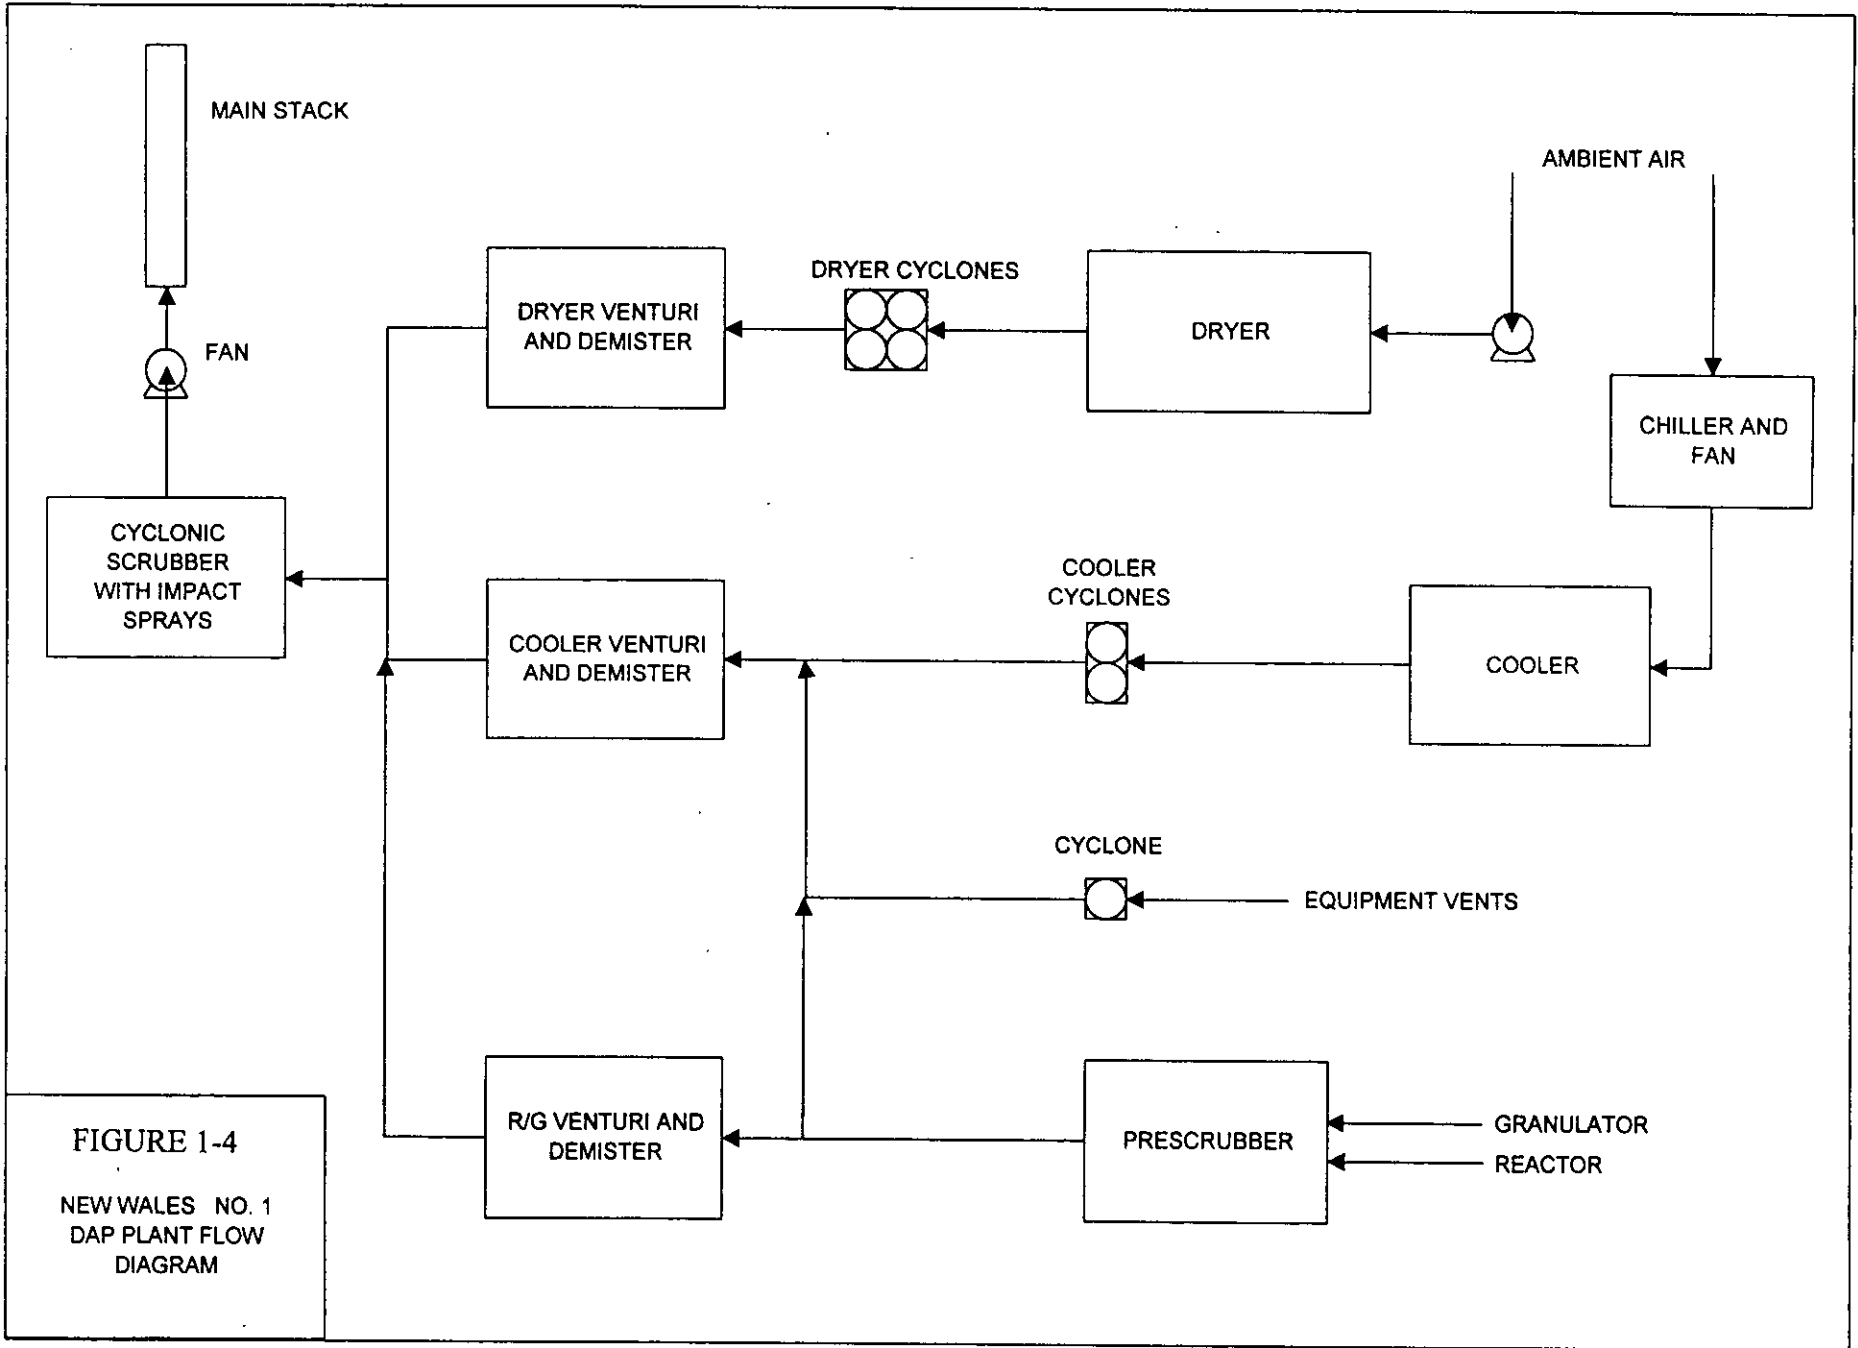 MAIN STACK
AMBIENT AIR
DRYER CYCLONES
DRYER VENTURI
AND DEMISTER
DRYER
FAN
CHILLER AND
FAN
CYCLONIC
SCRUBBER
WITH IMPACT
SPRAYS
COOLER
CYCLONES
COOLER VENTURI
AND DEMISTER
COOLER
CYCLONE
EQUIPMENT VENTS
R/G VENTURI AND
DEMISTER
PRESCRUBBER
GRANULATOR
REACTOR
FIGURE 1-4
NEW WALES NO. 1
DAP PLANT FLOW
DIAGRAM